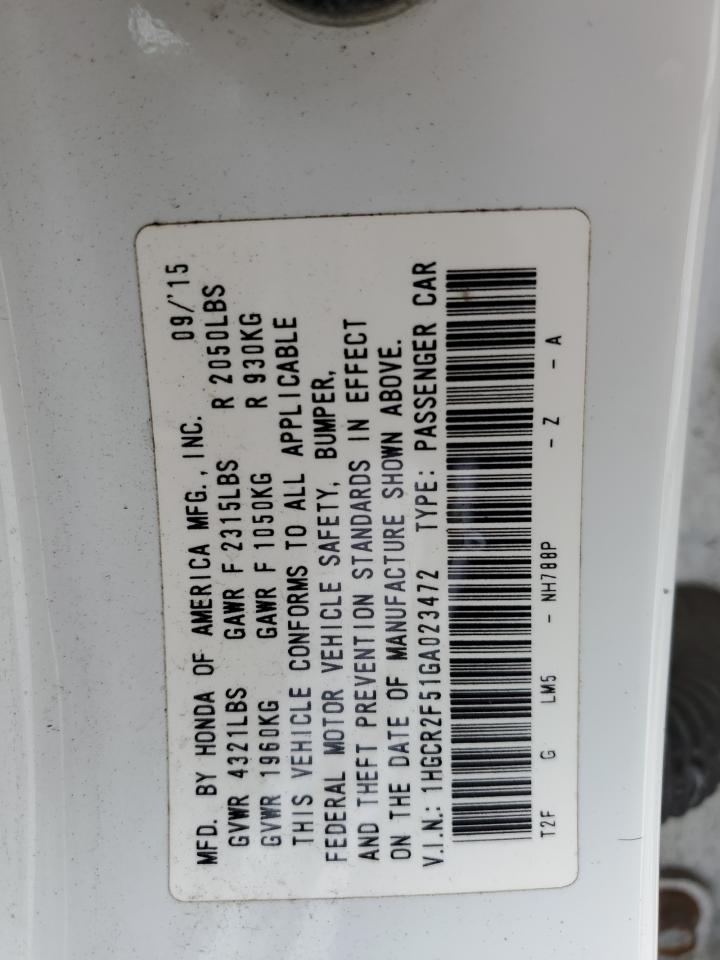 MFD. BY HONDA OF AMERICA MFG., INC. 09/'15
GVWR 4321LBS GAWR F 2315LBS R 2050LBS
GVWR 1960KG GAWR F 1050KG R 930KG
THIS VEHICLE CONFORMS TO ALL APPLICABLE
FEDERAL MOTOR VEHICLE SAFETY, BUMPER,
AND THEFT PREVENTION STANDARDS IN EFFECT
ON THE DATE OF MANUFACTURE SHOWN ABOVE.
V.I.N.: 1HGCR2F51GA023472 TYPE: PASSENGER CAR
T2F G LM5 - NH788P - Z - A